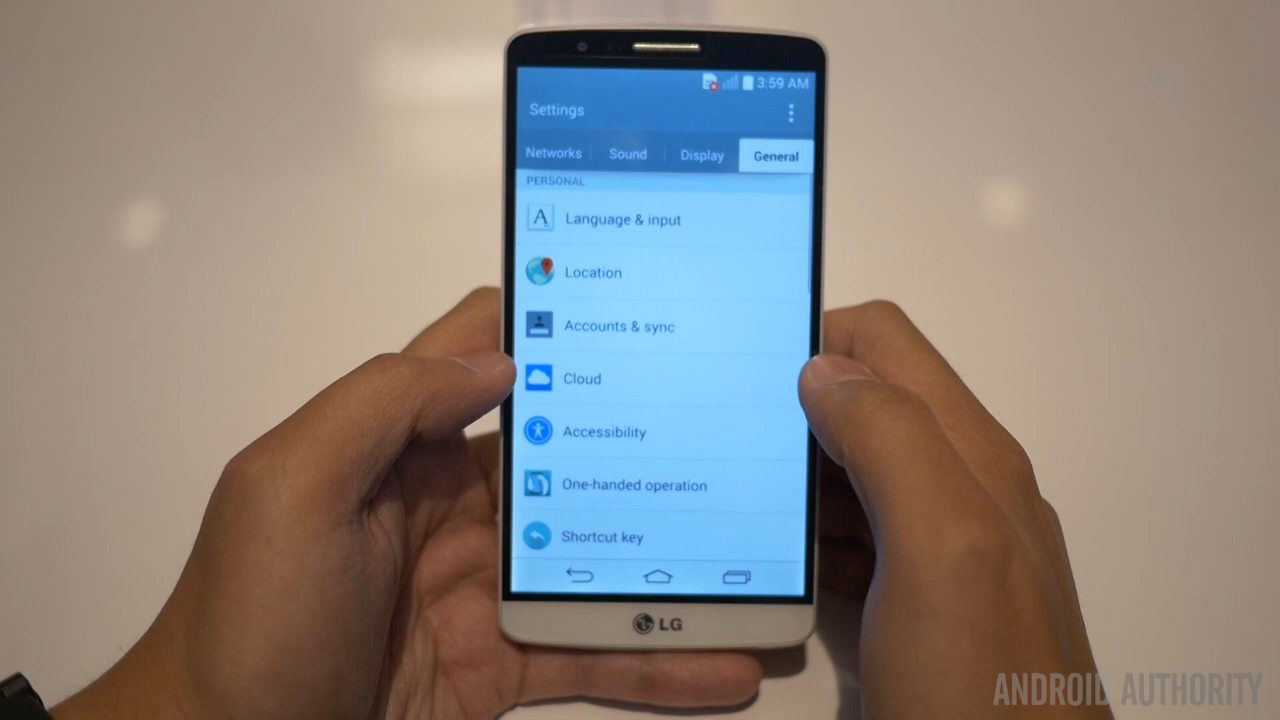 3:59 AM
Settings
Networks Sound Display General
PERSONAL
A Language & input
Location
Accounts & sync
Cloud
Accessibility
One-handed operation
Shortcut key
LG
ANDROID AUTHORITY